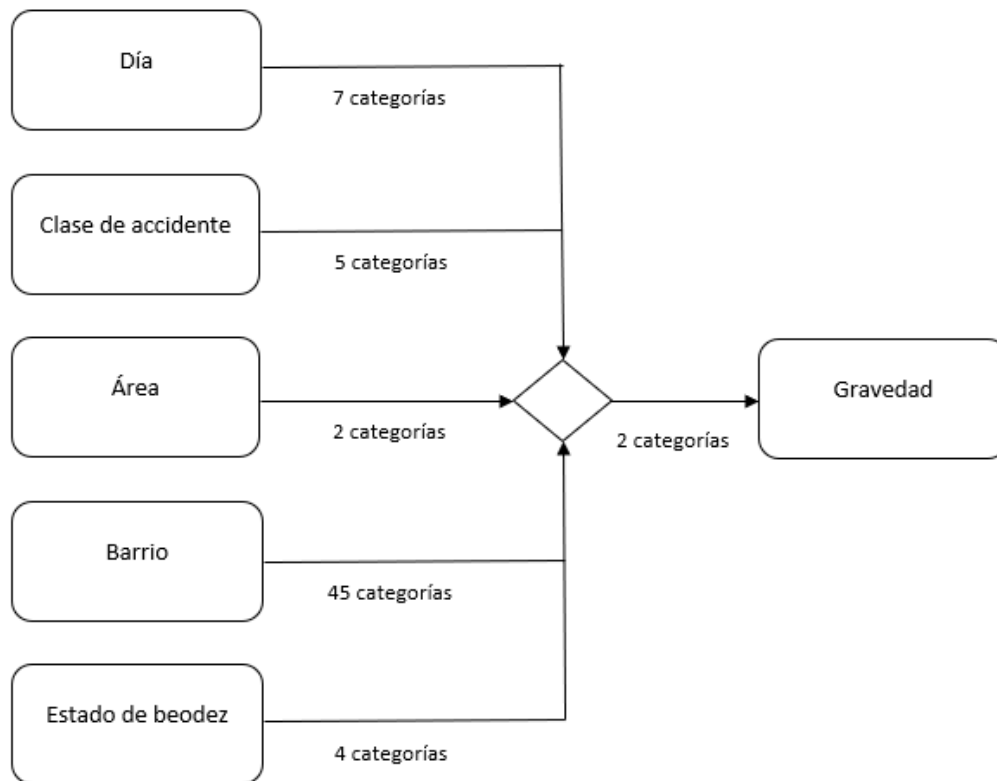 Día
7 categorías
Clase de accidente
5 categorías
Área
2 categorías
Barrio
45 categorías
Estado de beodez
4 categorías
2 categorías
Gravedad